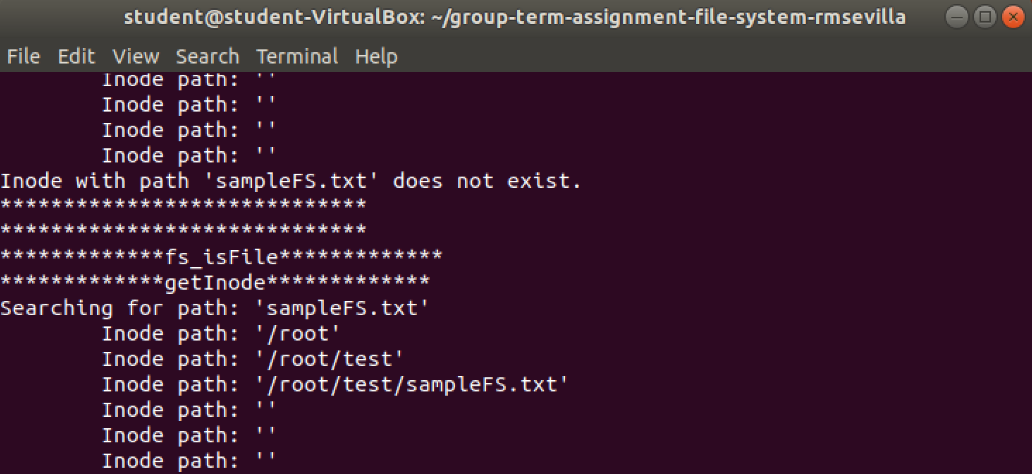 student@student-VirtualBox: ~/group-term-assignment-file-system-rmsevilla
File Edit View Search Terminal Help
Inode path: ''
Inode path: ''
Inode path: ''
Inode path: ''
Inode with path 'sampleFS.txt' does not exist.
*****************************
*****************************
*************fs_isFile*************
*************getInode*************
Searching for path: 'sampleFS.txt'
Inode path: '/root'
Inode path: '/root/test'
Inode path: '/root/test/sampleFS.txt'
Inode path: ''
Inode path: ''
Inode path: ''